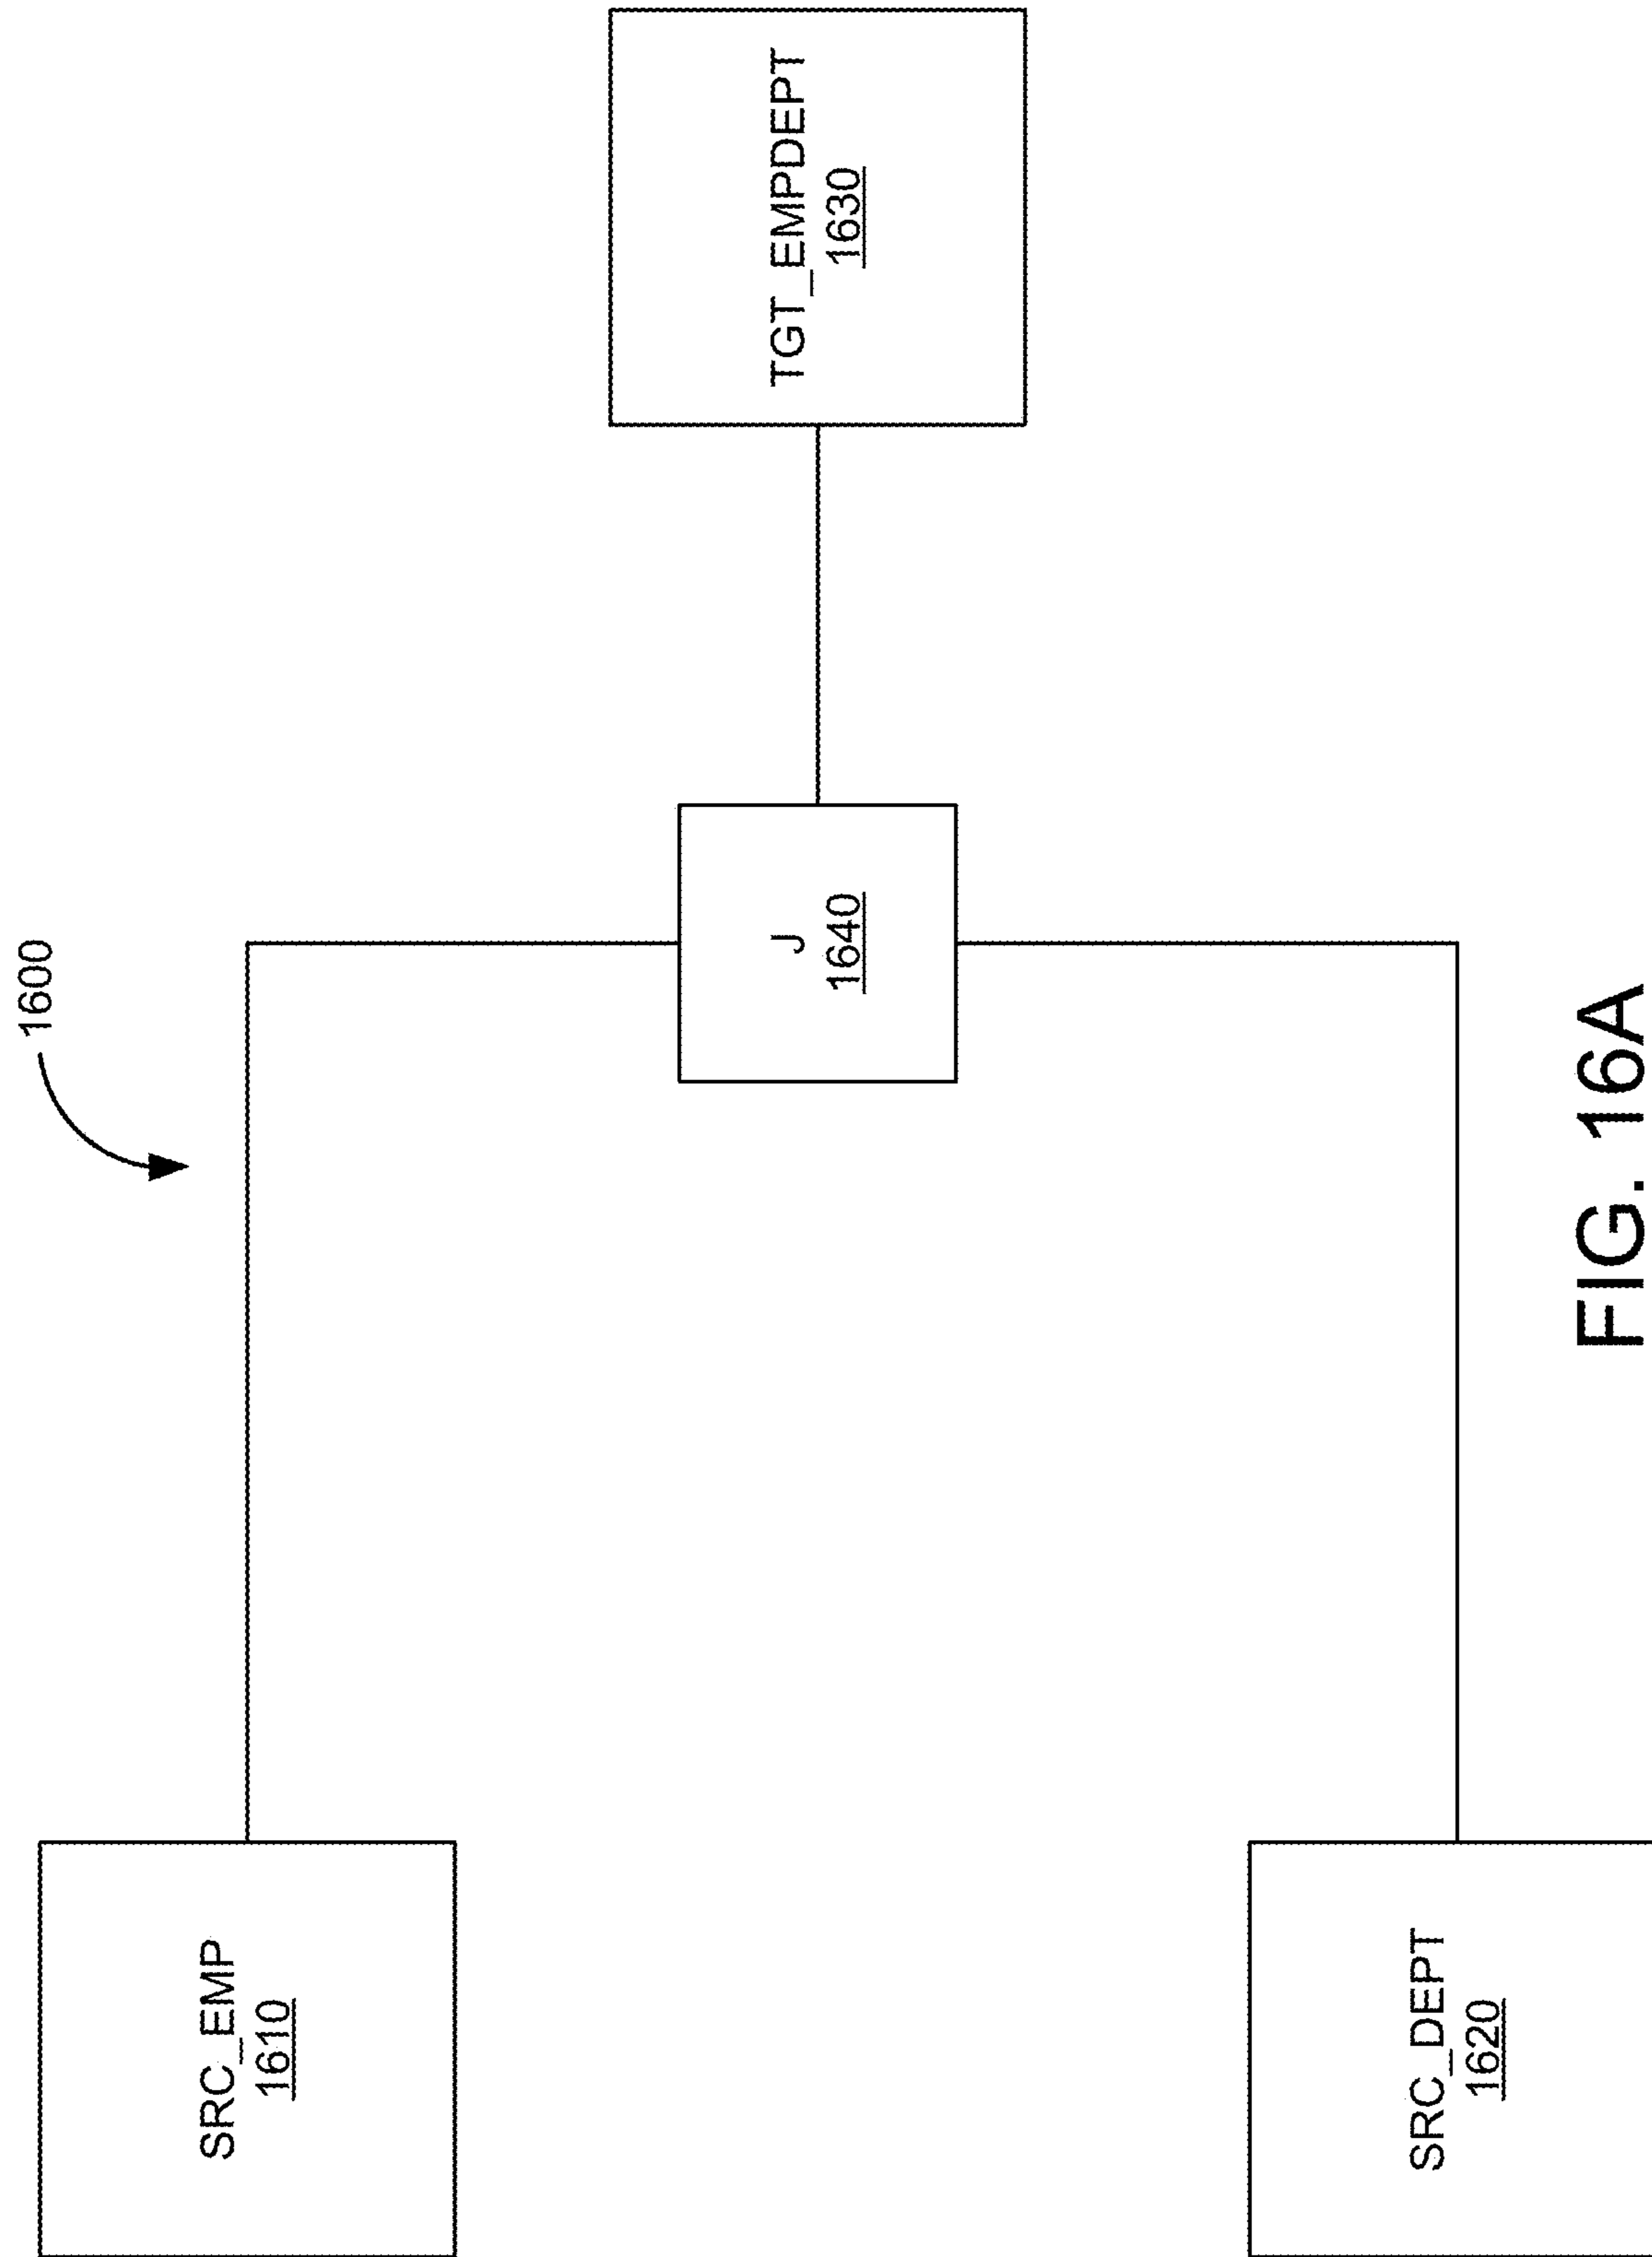 1600
SRC_EMP
1610
J
1640
TGT_EMPDEPT
1630
SRC_DEPT
1620
FIG. 16A